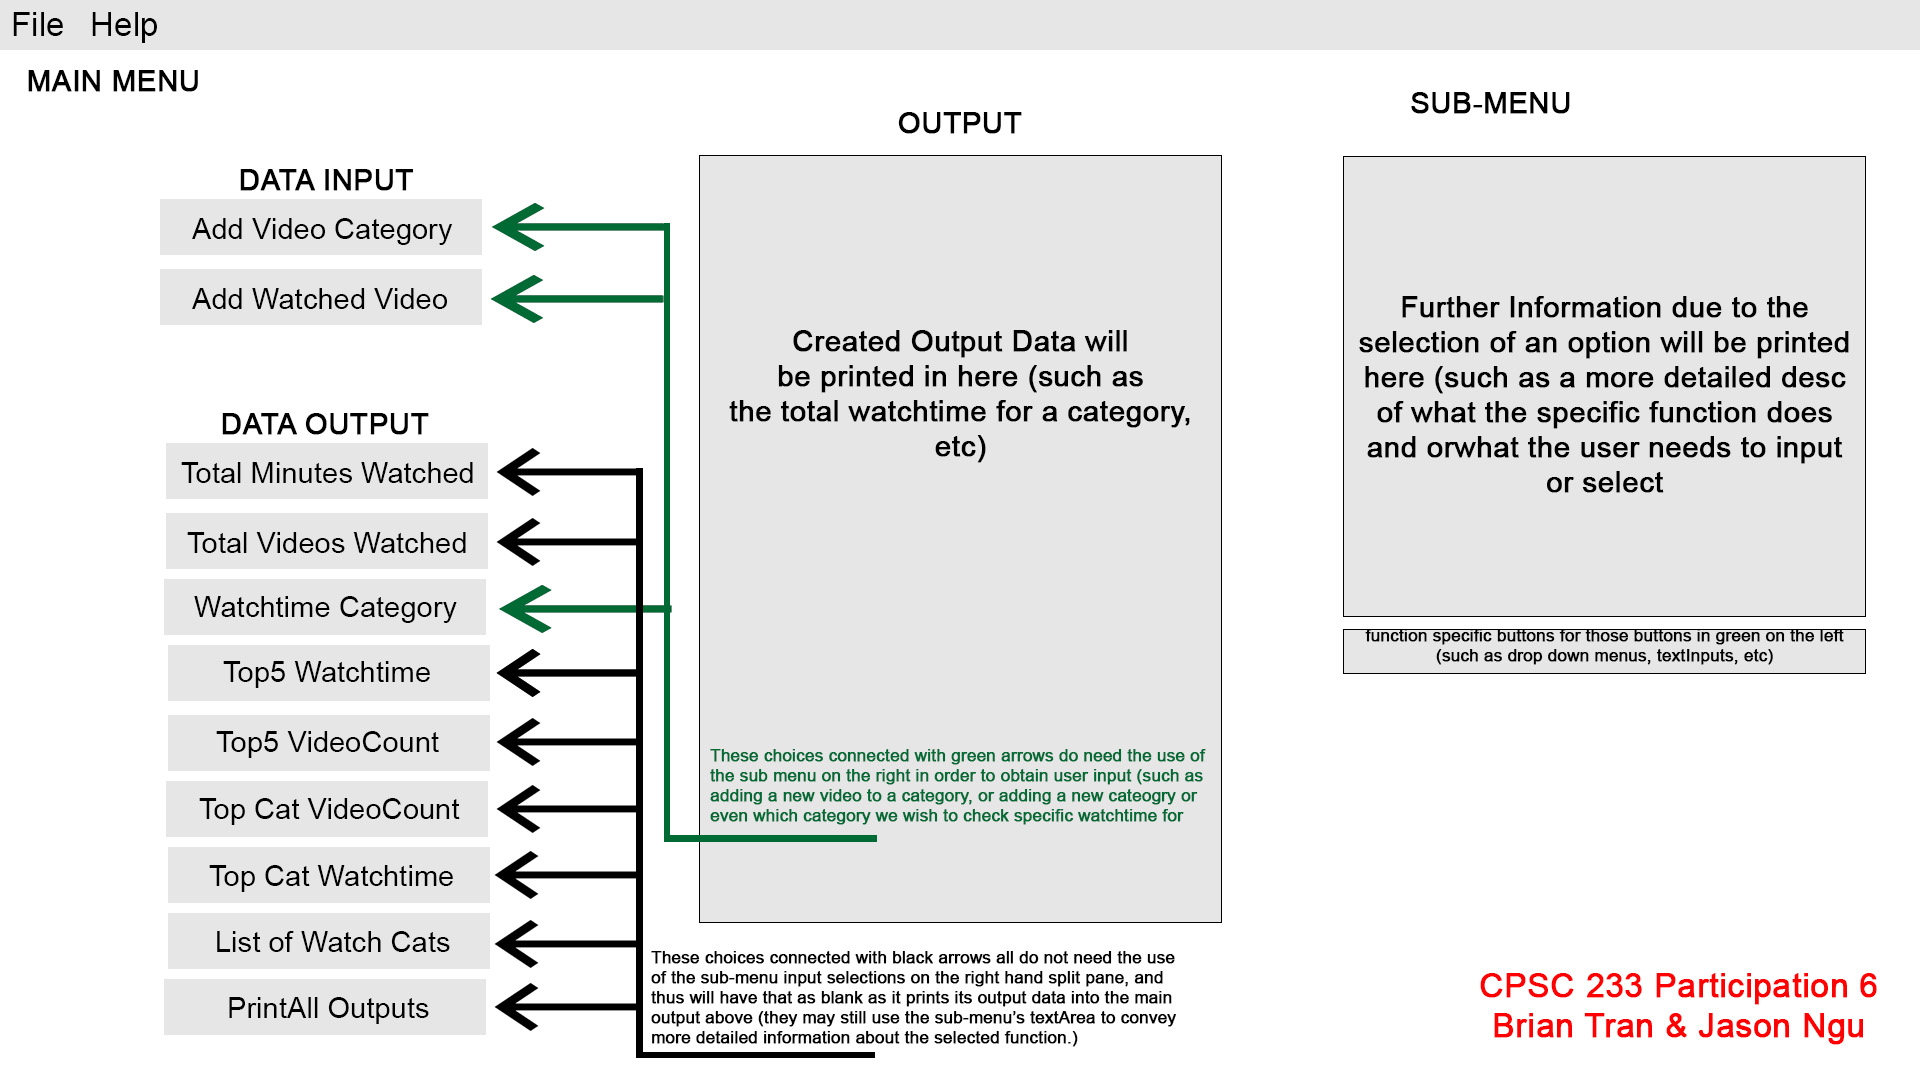 File Help
MAIN MENU
DATA INPUT
Add Video Category
Add Watched Video
DATA OUTPUT
Total Minutes Watched
Total Videos Watched
Watchtime Category
Top5 Watchtime
Top5 VideoCount
Top Cat VideoCount
Top Cat Watchtime
List of Watch Cats
PrintAll Outputs
OUTPUT
Created Output Data will
be printed in here (such as
the total watchtime for a category,
etc)
These choices connected with green arrows do need the use of
the sub menu on the right in order to obtain user input (such as
adding a new video to a category, or adding a new cateogry or
even which category we wish to check specific watchtime for
These choices connected with black arrows all do not need the use
of the sub-menu input selections on the right hand split pane, and
thus will have that as blank as it prints its output data into the main
output above (they may still use the sub-menu's textArea to convey
more detailed information about the selected function.)
SUB-MENU
Further Information due to the
selection of an option will be printed
here (such as a more detailed desc
of what the specific function does
and orwhat the user needs to input
or select
function specific buttons for those buttons in green on the left
(such as drop down menus, textInputs, etc)
CPSC 233 Participation 6
Brian Tran & Jason Ngu